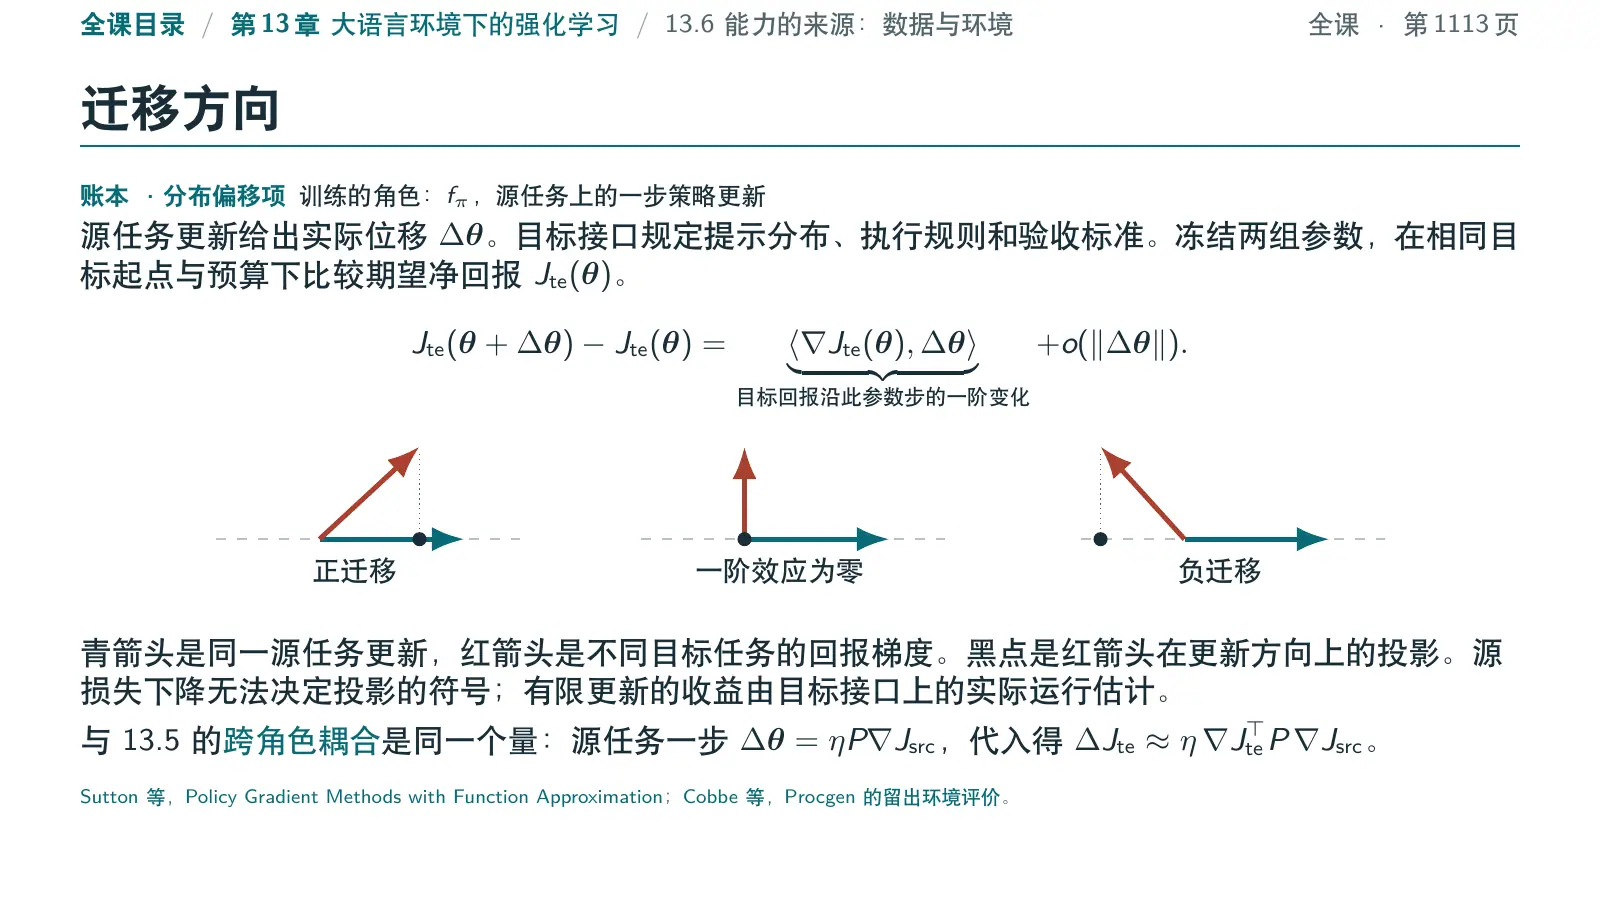 全课目录 / 第 13 章 大语言环境下的强化学习 / 13.6 能力的来源：数据与环境
全课 · 第 1113 页
迁移方向
账本 · 分布偏移项 训练的角色：f_π，源任务上的一步策略更新
源任务更新给出实际位移 Δθ。目标接口规定提示分布、执行规则和验收标准。冻结两组参数，在相同目
标起点与预算下比较期望净回报 J_te(θ)。
J_te(θ + Δθ) − J_te(θ) = ⟨∇J_te(θ), Δθ⟩ + o(‖Δθ‖).
目标回报沿此参数步的一阶变化
正迁移
一阶效应为零
负迁移
青箭头是同一源任务更新，红箭头是不同目标任务的回报梯度。黑点是红箭头在更新方向上的投影。源
损失下降无法决定投影的符号；有限更新的收益由目标接口上的实际运行估计。
与 13.5 的跨角色耦合是同一个量：源任务一步 Δθ = ηP∇J_src，代入得 ΔJ_te ≈ η ∇J_te^⊤ P ∇J_src。
Sutton 等，Policy Gradient Methods with Function Approximation；Cobbe 等，Procgen 的留出环境评价。